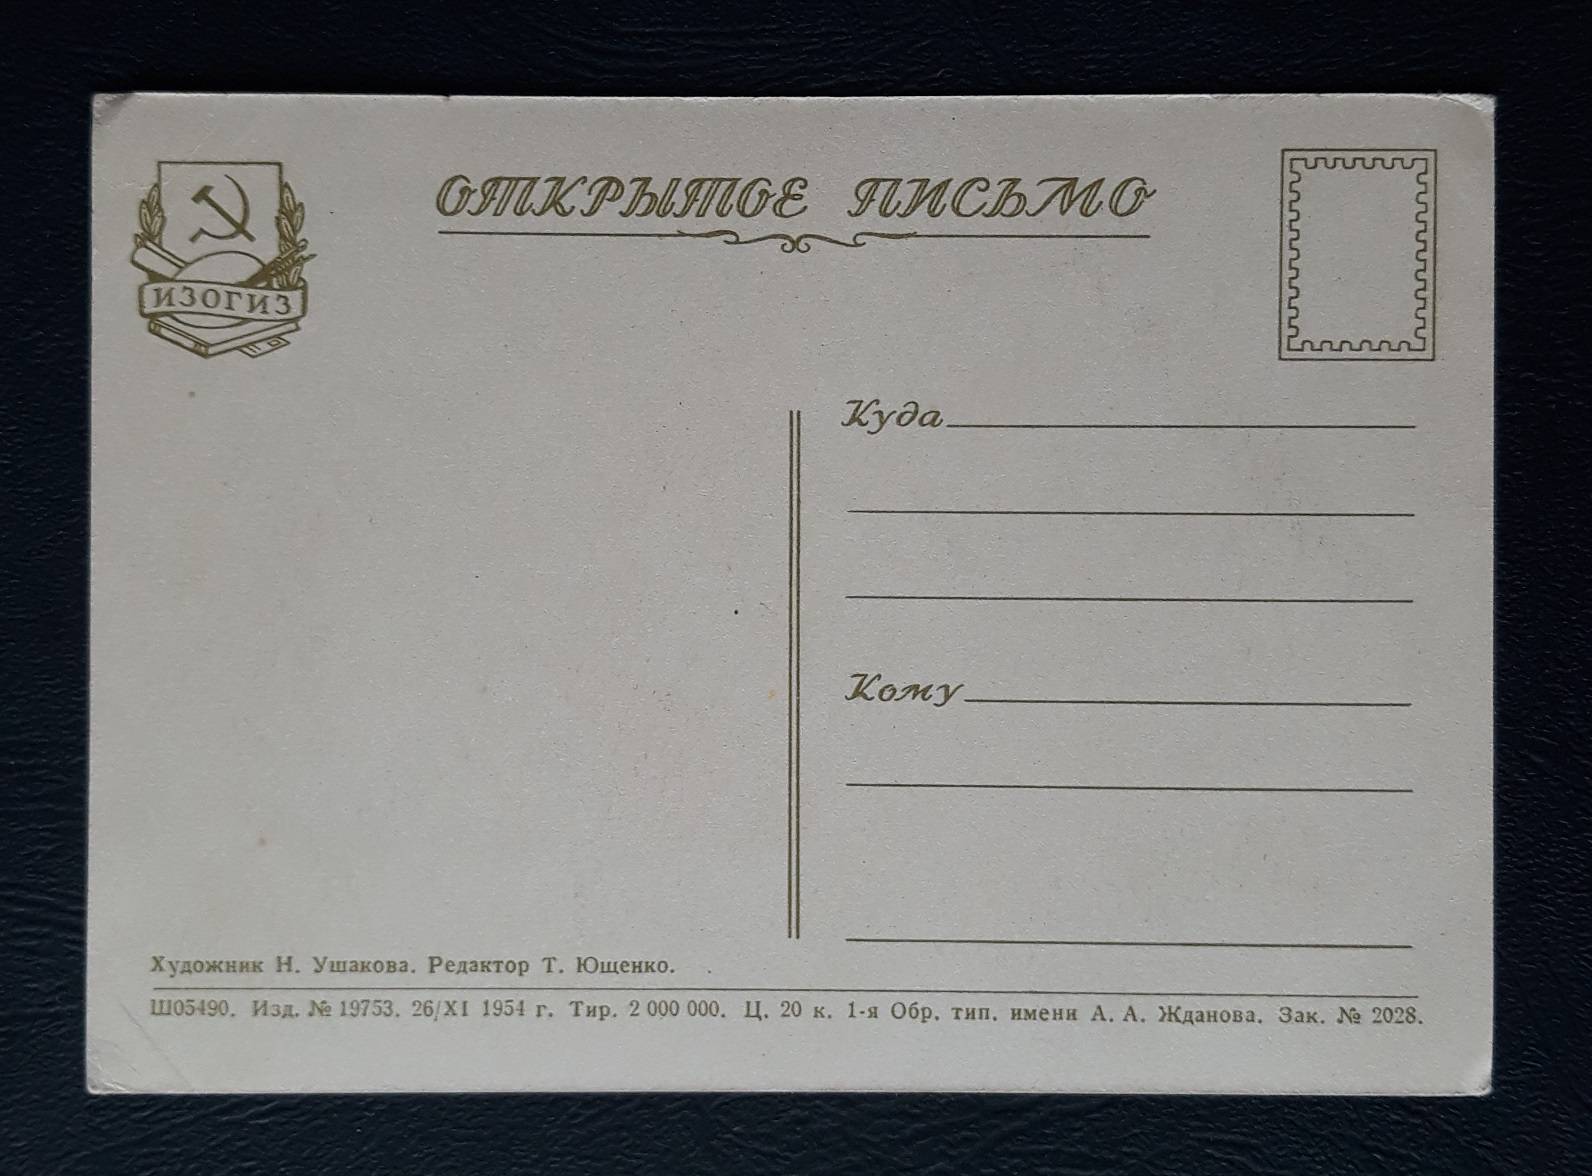 ИЗОГИЗ
ОТКРЫТОЕ ПИСЬМО
Куда
Кому
Художник Н. Ушакова. Редактор Т. Ющенко.
Ш05490. Изд. № 19753. 26/XI 1954 г. Тир. 2 000 000. Ц. 20 к. 1-я Обр. тип. имени А. А. Жданова. Зак. № 2028.